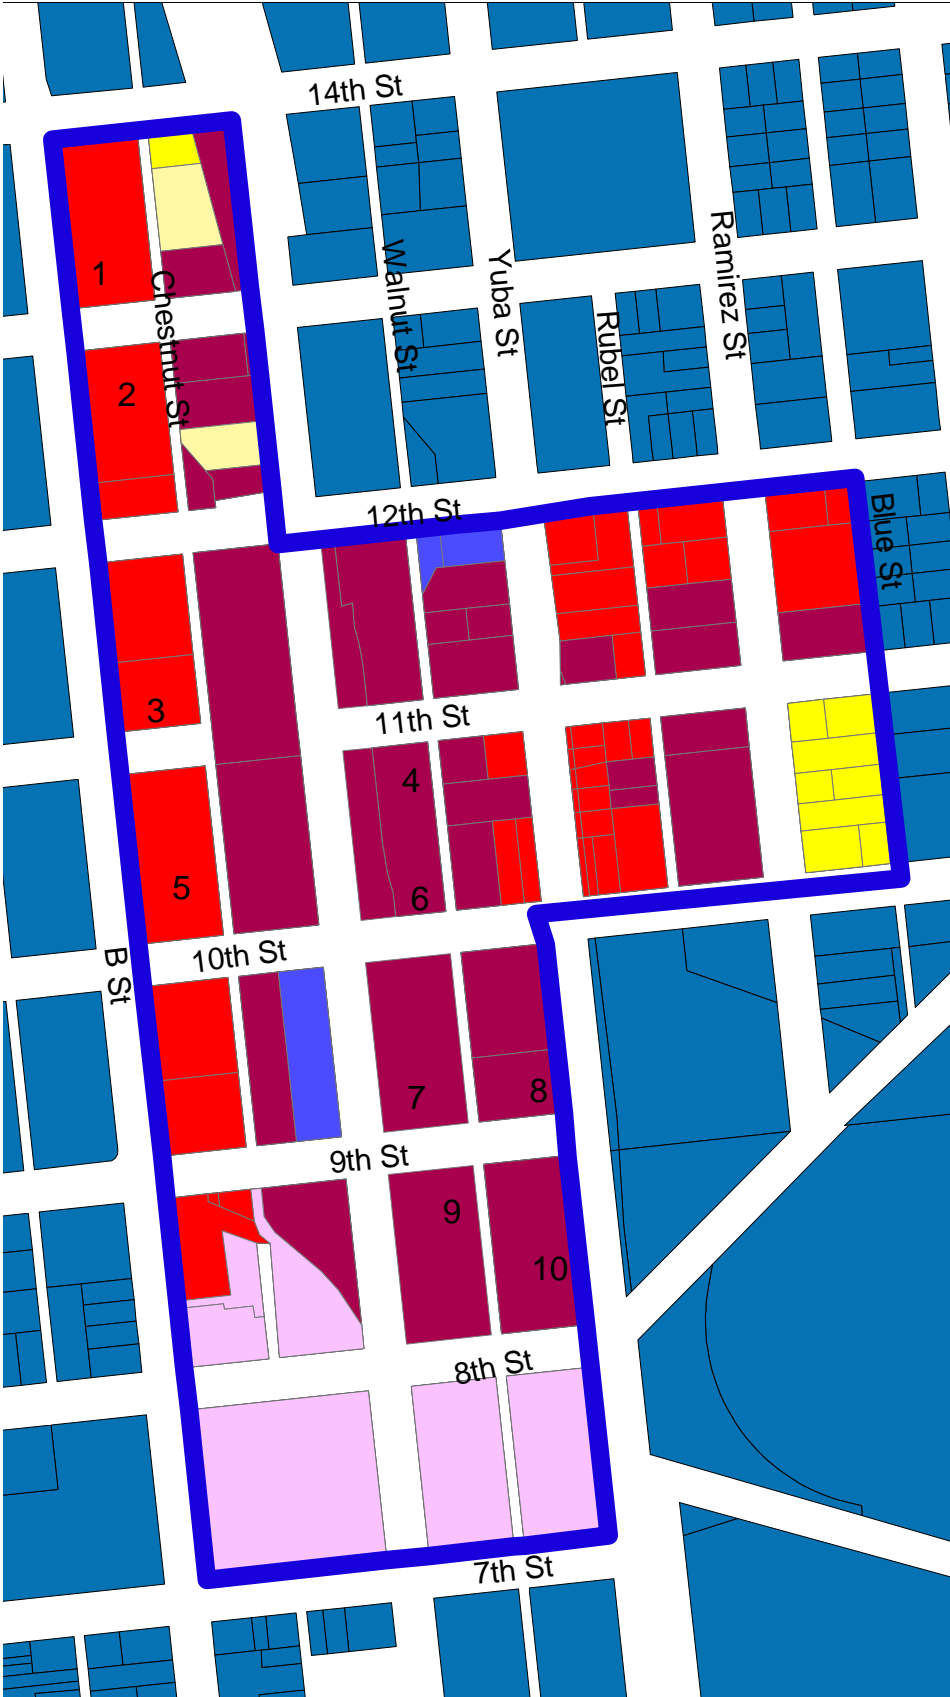 14th St
1
Chestnut St
Walnut St
Yuba St
Ramirez St
Rubel St
2
12th St
Blue St
3
11th St
4
5
6
10th St
B St
7
8
9th St
9
10
8th St
7th St